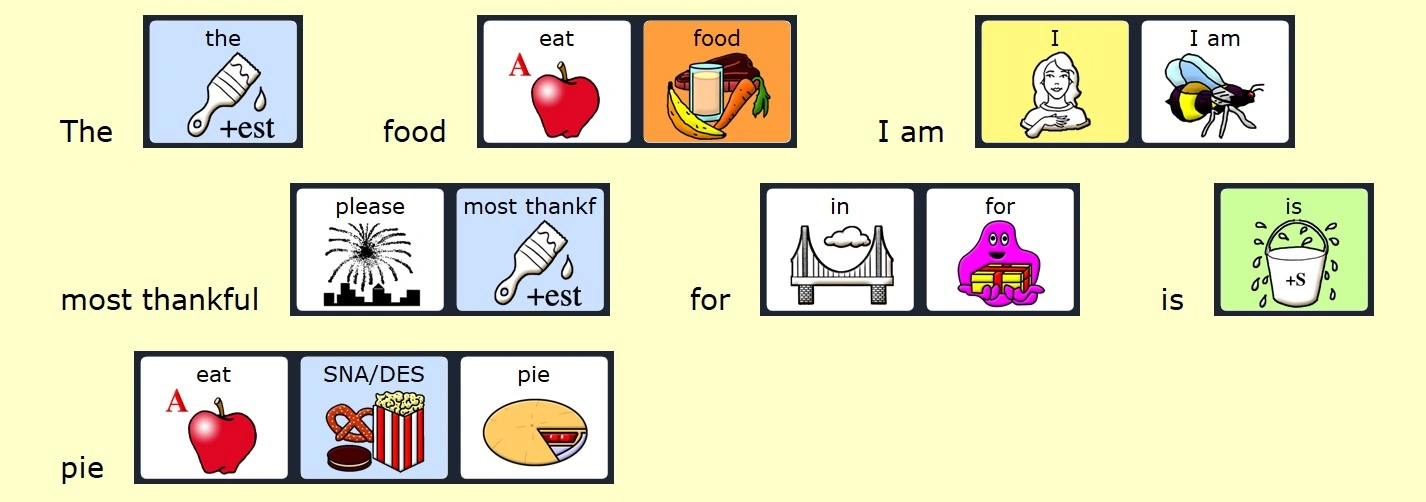 the eat food I I am
A
The +est food I am
please most thankf in for is
+est +S
most thankful for is
eat SNA/DES pie
A
pie